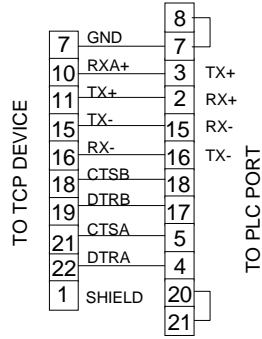 8
7 GND 7
10 RXA+ 3 TX+
11 TX+ 2 RX+
15 TX- 15 RX-
16 RX- 16 TX-
18 CTSB 18
19 DTRB 17
21 CTSA 5
22 DTRA 4
1 SHIELD 20
21
TO TCP DEVICE
TO PLC PORT